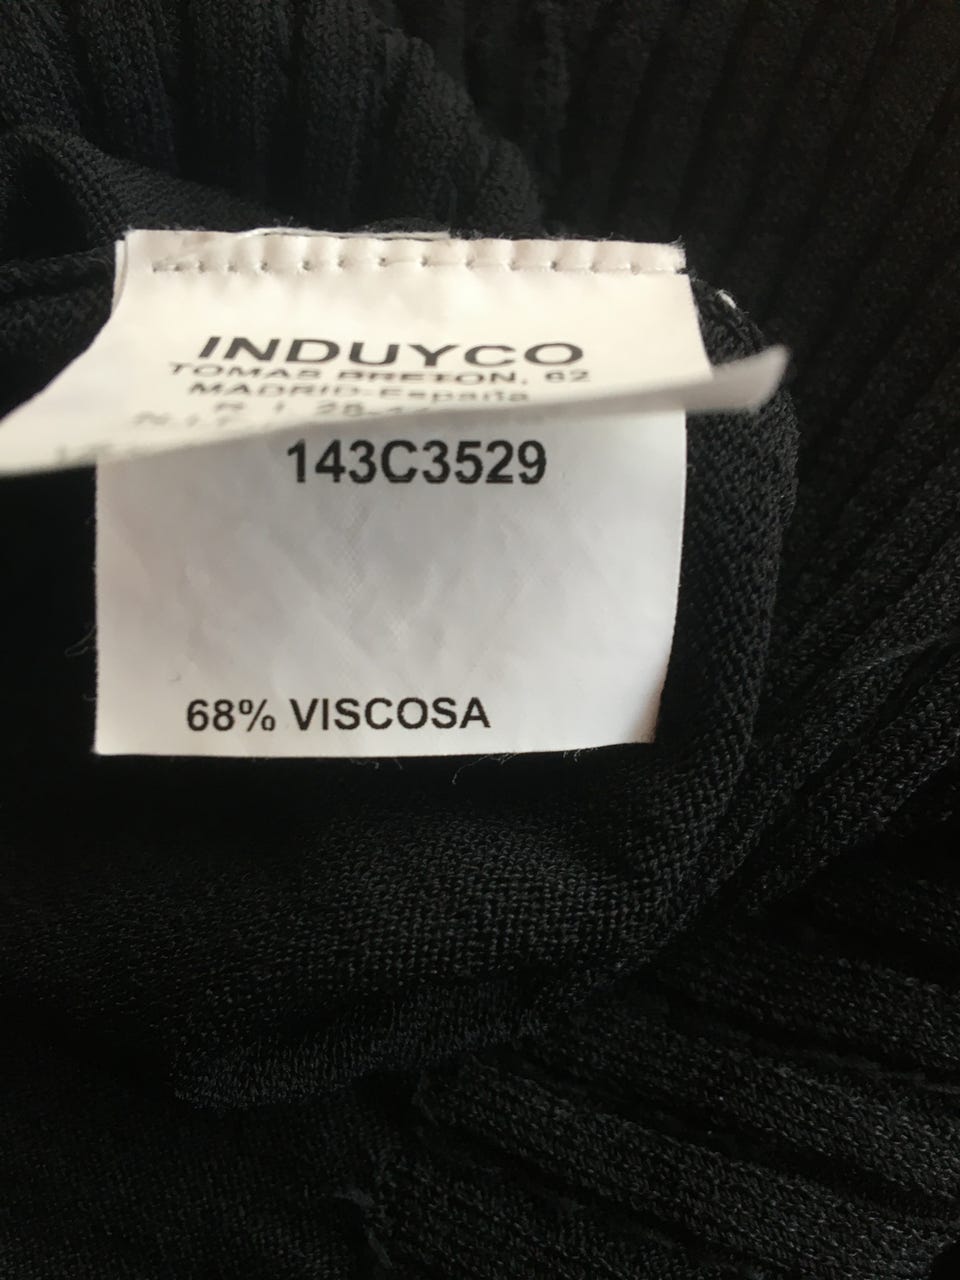 INDUYCO
TOMAS BRETON, 62
MADRID-España
143C3529
68% VISCOSA